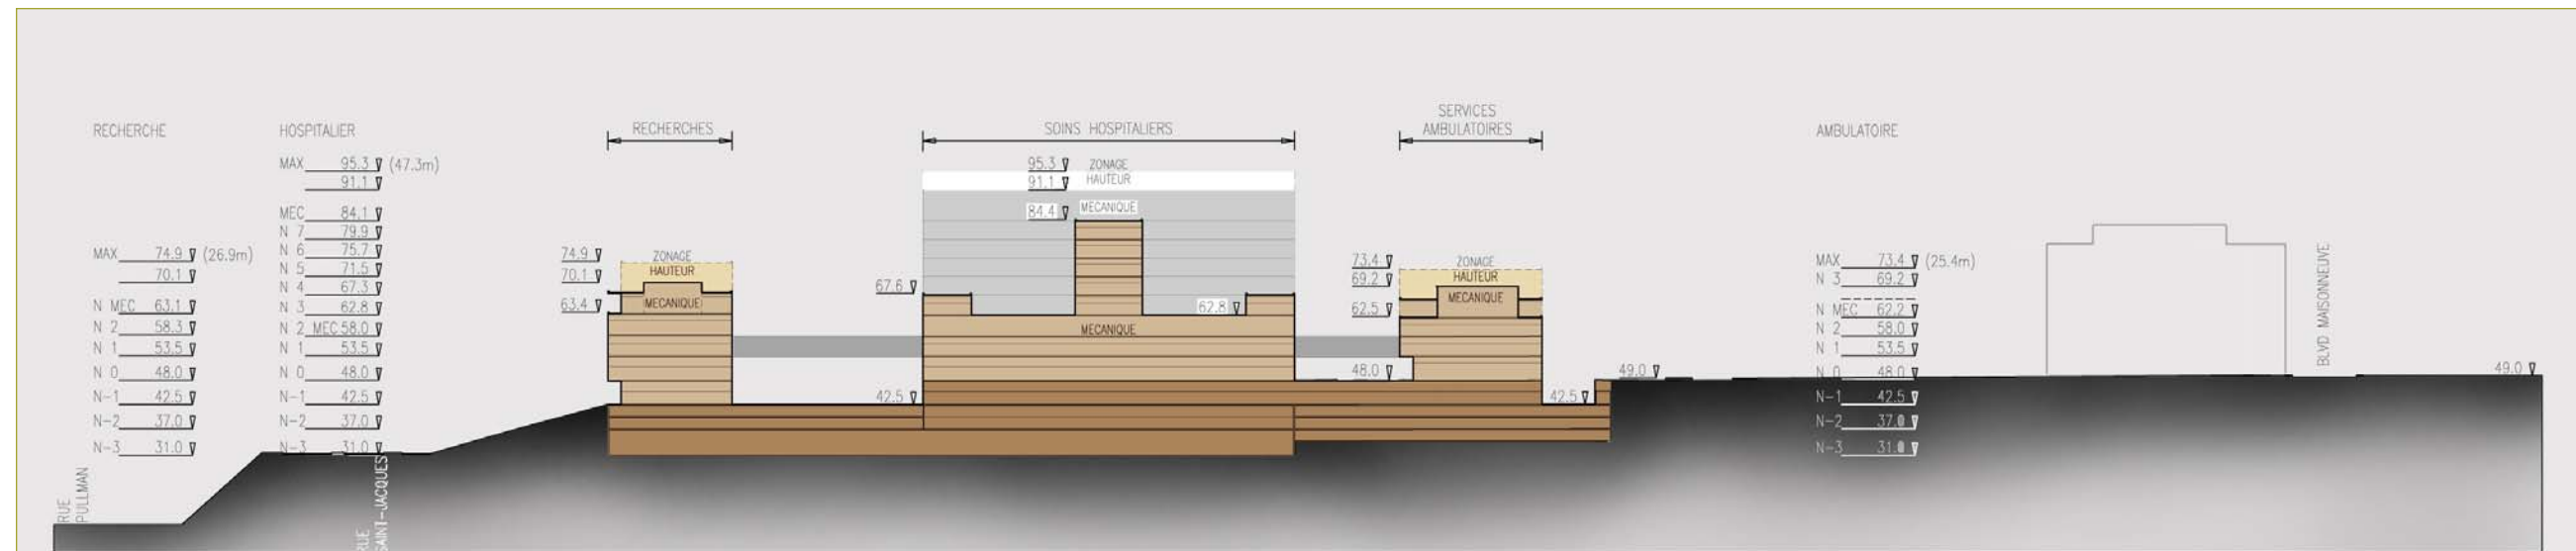 RECHERCHE
MAX 74.9 (26.9m)
70.1
N MEC 63.1
N 2 58.3
N 1 53.5
N 0 48.0
N-1 42.5
N-2 37.0
N-3 31.0
HOSPITALIER
MAX 95.3 (47.3m)
91.1
MEC 84.1
N 7 79.9
N 6 75.7
N 5 71.5
N 4 67.3
N 3 62.8
N 2 MEC 58.0
N 1 53.5
N 0 48.0
N-1 42.5
N-2 37.0
N-3 31.0
RUE
PULLMAN
RUE
SAINT-JACQUES
RECHERCHES
74.9
70.1
63.4
ZONAGE
HAUTEUR
MECANIQUE
SOINS HOSPITALIERS
95.3
91.1
84.4
ZONAGE
HAUTEUR
MECANIQUE
67.6
62.8
MECANIQUE
42.5
SERVICES
AMBULATOIRES
73.4
69.2
62.5
ZONAGE
HAUTEUR
MECANIQUE
48.0
42.5
49.0
AMBULATOIRE
MAX 73.4 (25.4m)
N 3 69.2
N MEC 62.2
N 2 58.0
N 1 53.5
N 0 48.0
N-1 42.5
N-2 37.0
N-3 31.0
BLVD MAISONNEUVE
49.0